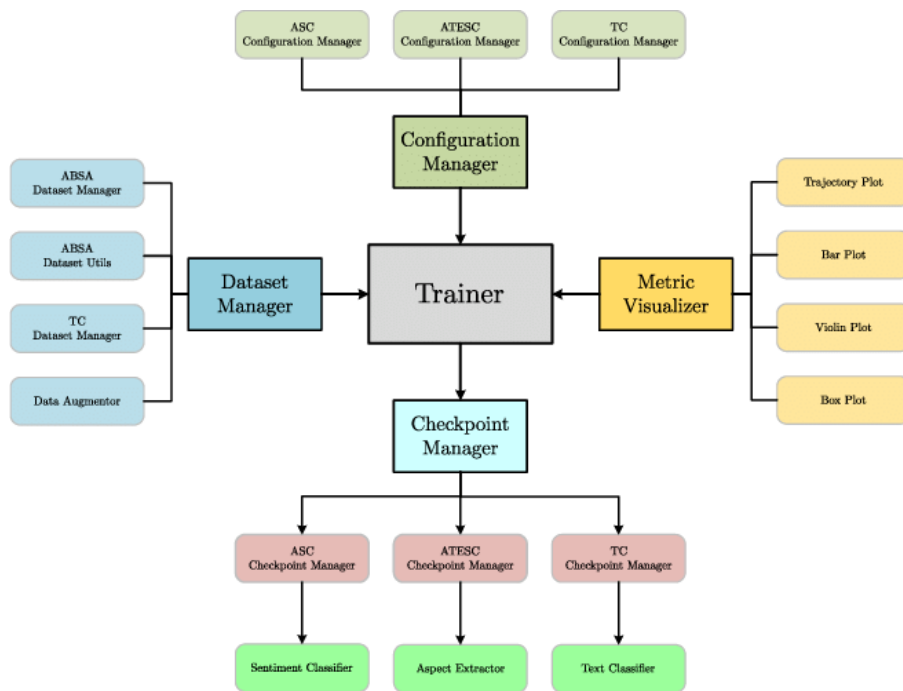 ASC
Configuration Manager
ATESC
Configuration Manager
TC
Configuration Manager
Configuration
Manager
ABSA
Dataset Manager
ABSA
Dataset Utils
TC
Dataset Manager
Data Augmentor
Dataset
Manager
Trainer
Metric
Visualizer
Trajectory Plot
Bar Plot
Violin Plot
Box Plot
Checkpoint
Manager
ASC
Checkpoint Manager
ATESC
Checkpoint Manager
TC
Checkpoint Manager
Sentiment Classifier
Aspect Extractor
Text Classifier